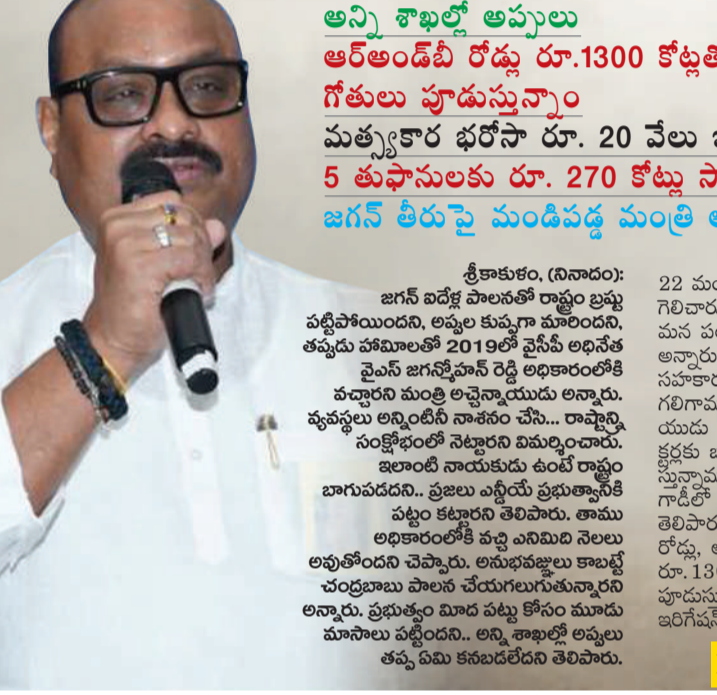 అన్ని శాఖల్లో అప్పులు
ఆర్అండ్‌బీ రోడ్లు రూ.1300 కోట్లతో
గోతులు పూడుస్తున్నాం
మత్స్యకార భరోసా రూ. 20 వేలు
5 తుఫానులకు రూ. 270 కోట్లు
జగన్ తీరుపై మండిపడ్డ మంత్రి
శ్రీకాకుళం, (నినాదం):
జగన్ ఐదేళ్ల పాలనతో రాష్ట్రం బ్రష్టు
పట్టిపోయిందని, అప్పల కుప్పగా మారిందని,
తప్పడు హామీలతో 2019లో వైసీపీ అధినేత
వైఎస్ జగన్మోహన్ రెడ్డి అధికారంలోకి
వచ్చారని మంత్రి అచ్చెన్నాయుడు అన్నారు.
వ్యవస్థలు అన్నింటినీ నాశనం చేసి... రాష్టాన్ని
సంక్షోభంలో నెట్టారని విమర్శించారు.
ఇలాంటి నాయకుడు ఉంటే రాష్ట్రం
బాగుపడదని.. ప్రజలు ఎన్డీయే ప్రభుత్వానికి
పట్టం కట్టారని తెలిపారు. తాము
అధికారంలోకి వచ్చి ఎనిమిది నెలలు
అవుతోందని చెప్పారు. అనుభవజ్ఞులు కాబట్టే
చంద్రబాబు పాలన చేయగలుగుతున్నారని
అన్నారు. ప్రభుత్వం మీద పట్టు కోసం మూడు
మాసాలు పట్టిందని.. అన్ని శాఖల్లో అప్పలు
తప్ప ఏమి కనబడలేదని తెలిపారు.
22
మన
అన్నారు
గాడీలో
రోడ్లు,